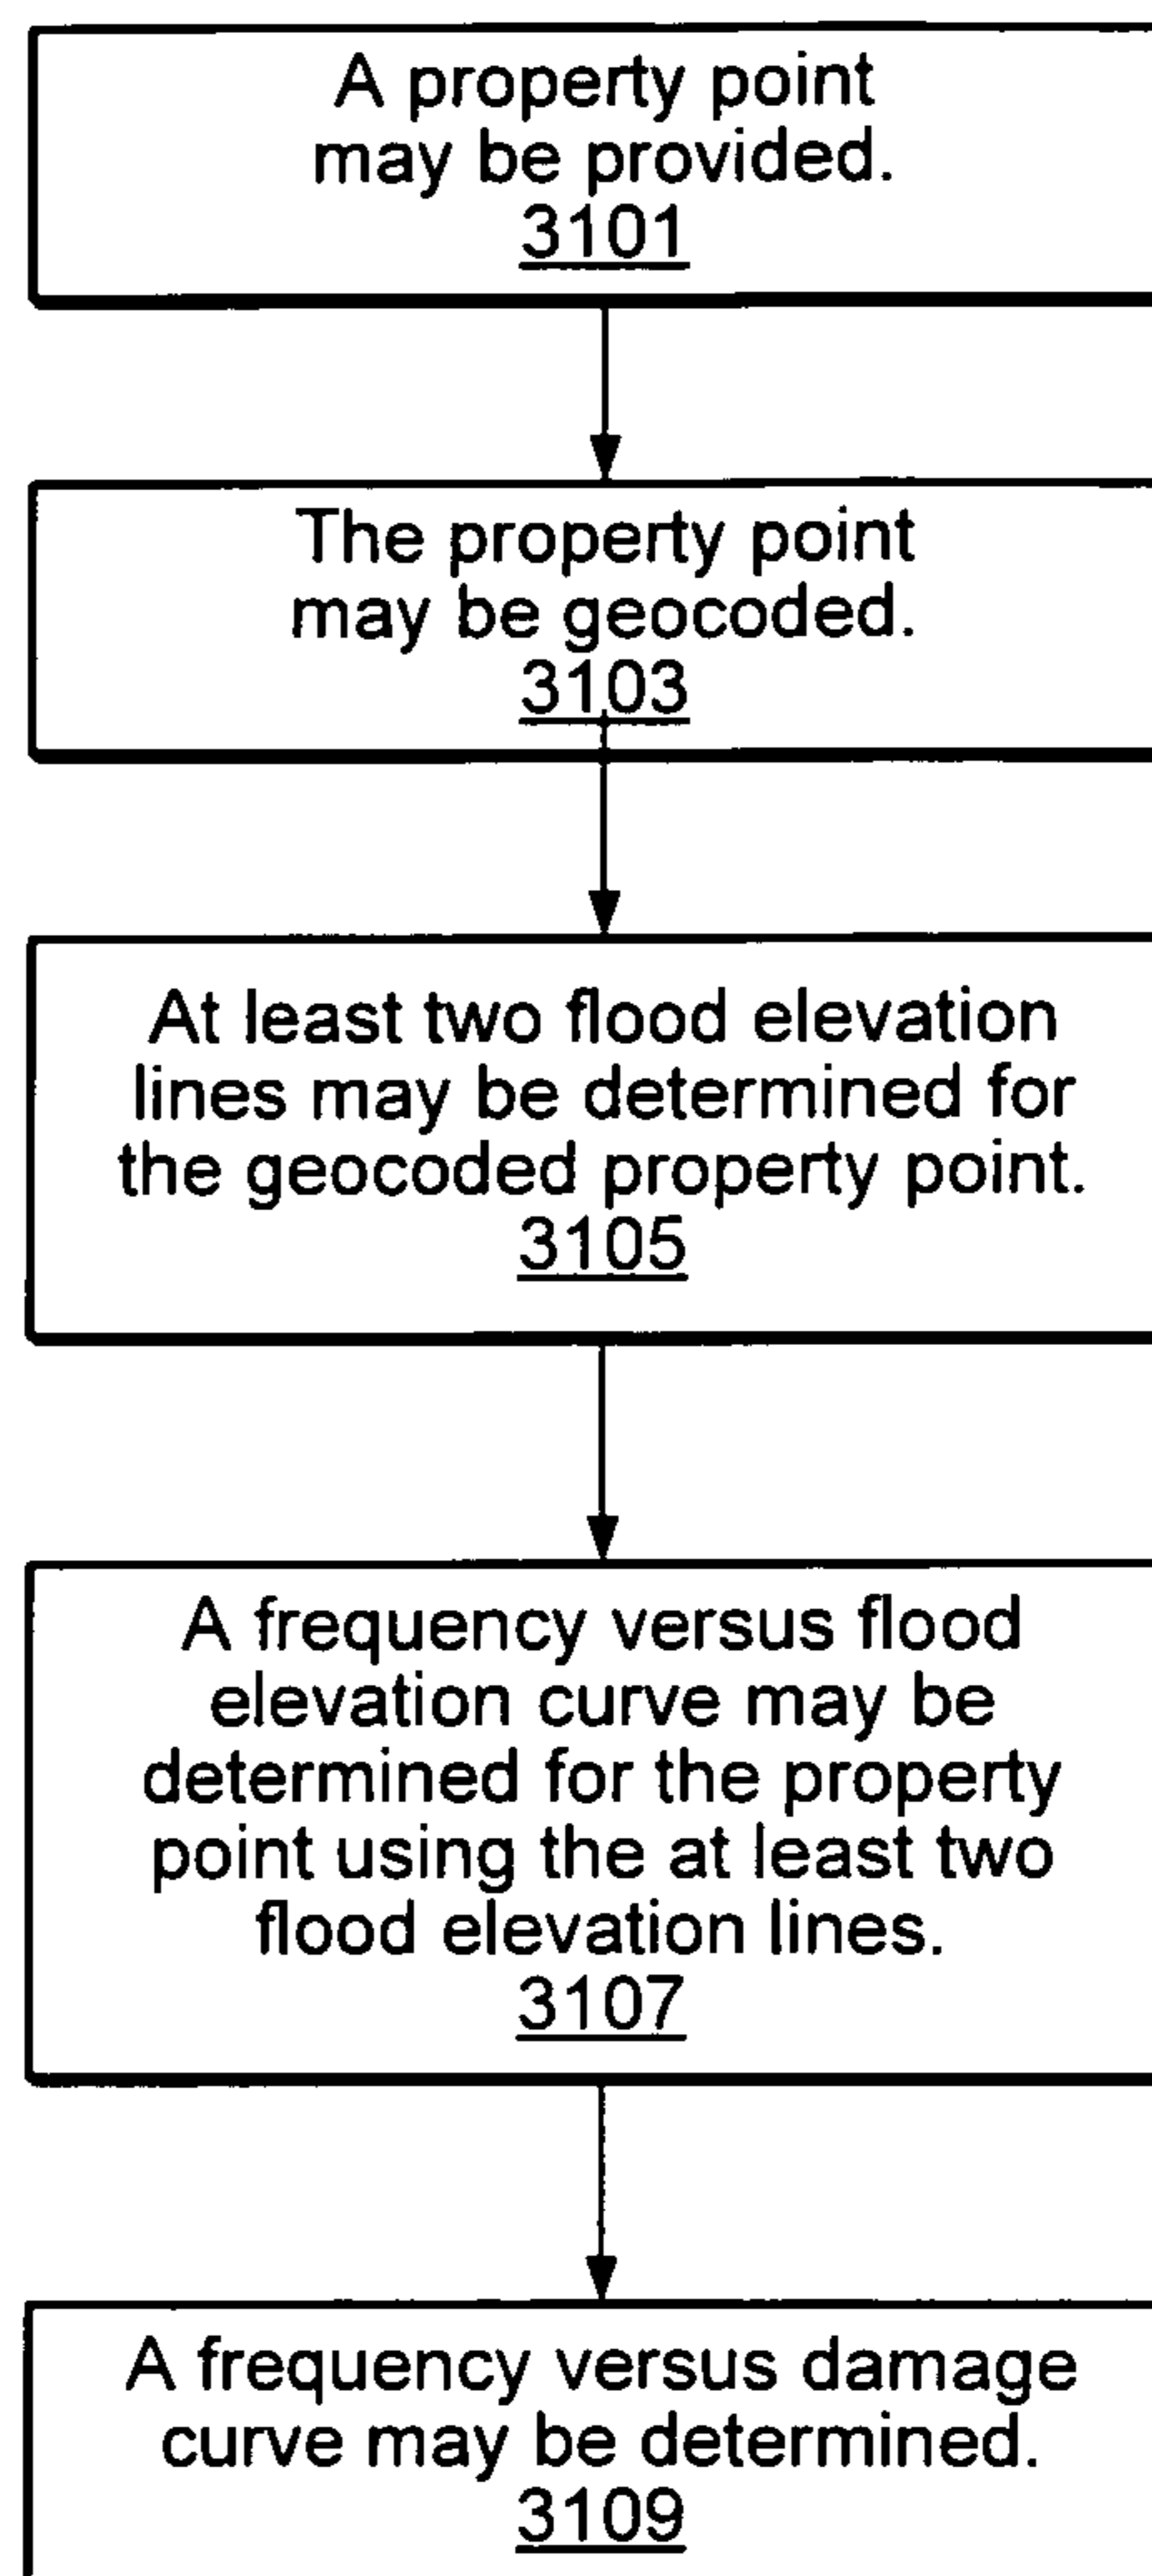 A property point
may be provided.
3101
The property point
may be geocoded.
3103
At least two flood elevation
lines may be determined for
the geocoded property point.
3105
A frequency versus flood
elevation curve may be
determined for the property
point using the at least two
flood elevation lines.
3107
A frequency versus damage
curve may be determined.
3109